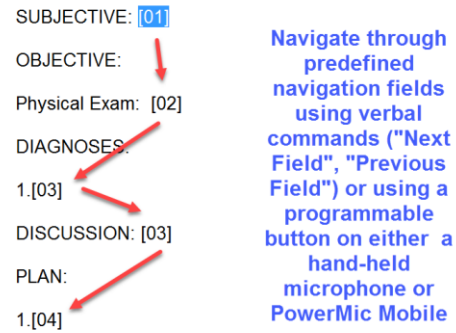 SUBJECTIVE: [01]
OBJECTIVE:
Physical Exam:  [02]
DIAGNOSES:
1.[03]
DISCUSSION: [03]
PLAN:
1.[04]
Navigate through
predefined
navigation fields
using verbal
commands ("Next
Field", "Previous
Field") or using a
programmable
button on either  a
hand-held
microphone or
PowerMic Mobile